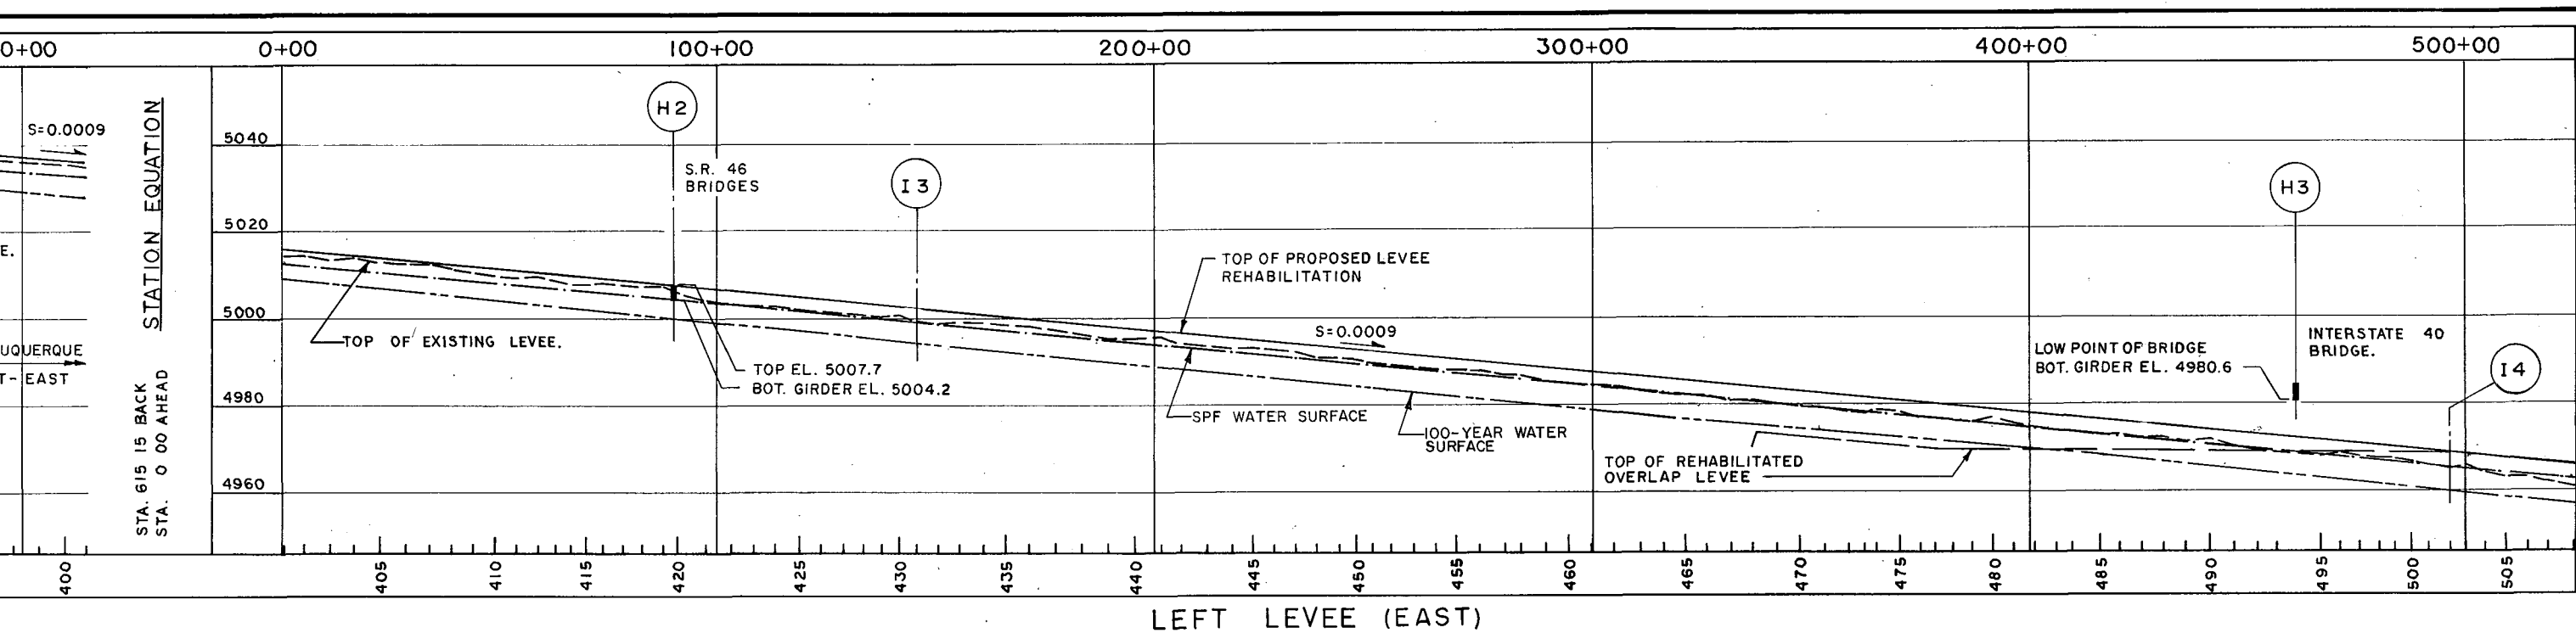 0+00 0+00 100+00 200+00 300+00 400+00 500+00
S=0.0009
E.
UQUERQUE
T-EAST
400
STATION EQUATION
STA. 615 15 BACK
STA. 0 00 AHEAD
5040
5020
5000
4980
4960
H2
S.R. 46
BRIDGES
I3
TOP OF EXISTING LEVEE.
TOP EL. 5007.7
BOT. GIRDER EL. 5004.2
TOP OF PROPOSED LEVEE
REHABILITATION
S=0.0009
SPF WATER SURFACE
100-YEAR WATER
SURFACE
TOP OF REHABILITATED
OVERLAP LEVEE
H3
LOW POINT OF BRIDGE
BOT. GIRDER EL. 4980.6
INTERSTATE 40
BRIDGE.
I4
405 410 415 420 425 430 435 440 445 450 455 460 465 470 475 480 485 490 495 500 505
LEFT LEVEE (EAST)